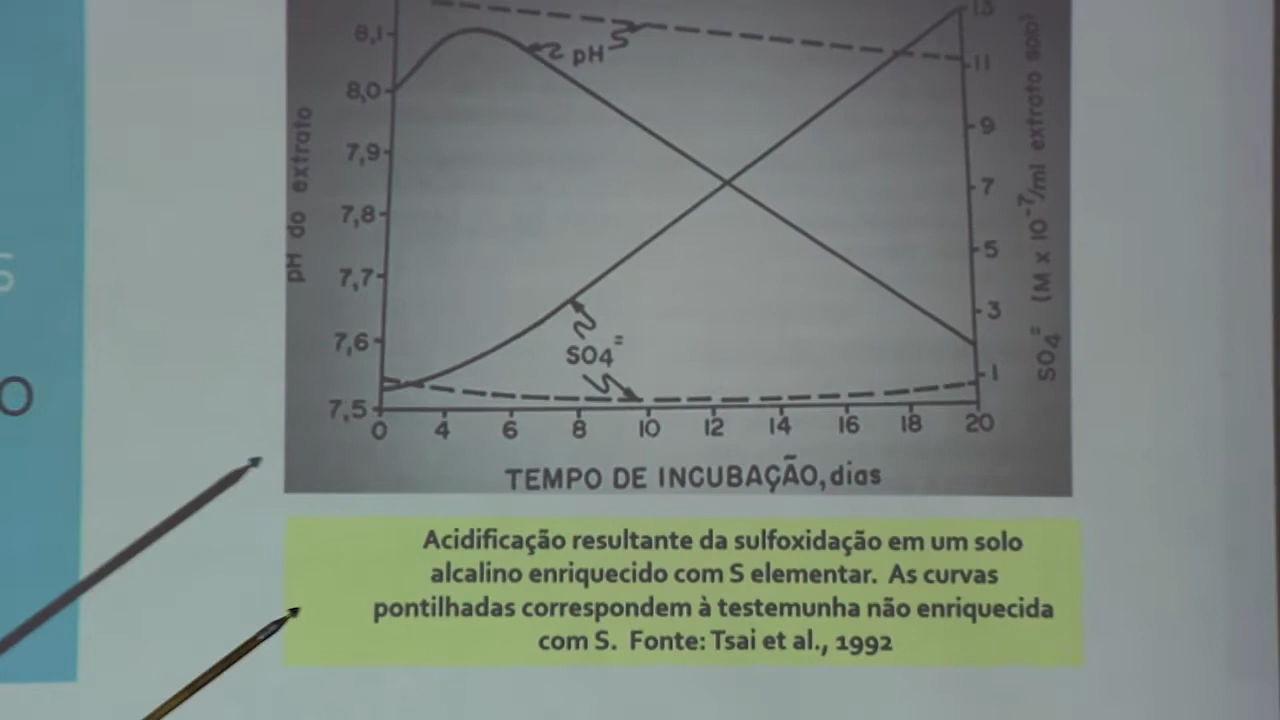 8,1
8,0
7,9
7,8
7,7
7,6
7,5
pH do extrato
pH
SO4=
13
11
9
7
5
3
1
SO4= (M x 10-7/ml extrato solo)
0 4 6 8 10 12 14 16 18 20
TEMPO DE INCUBAÇÃO, dias
Acidificação resultante da sulfoxidação em um solo
alcalino enriquecido com S elementar. As curvas
pontilhadas correspondem à testemunha não enriquecida
com S. Fonte: Tsai et al., 1992
O